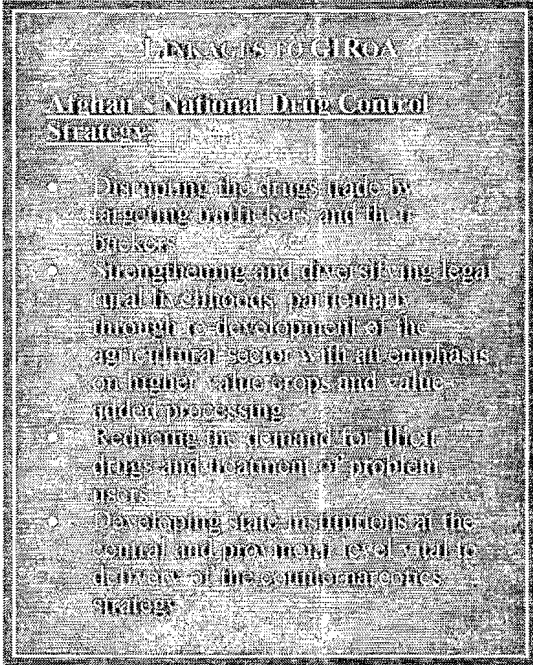 LINKAGES TO GIROA
Afghan's National Drug Control
Strategy:
• Disrupting the drugs trade by
targeting traffickers and their
backers
• Strengthening and diversifying legal
rural livelihoods, particularly
through re-development of the
agricultural sector with an emphasis
on higher value crops and value
added processing
• Reducing the demand for illicit
drugs and treatment of problem
users
• Developing state institutions at the
central and provincial level vital to
delivery of the counternarcotics
strategy